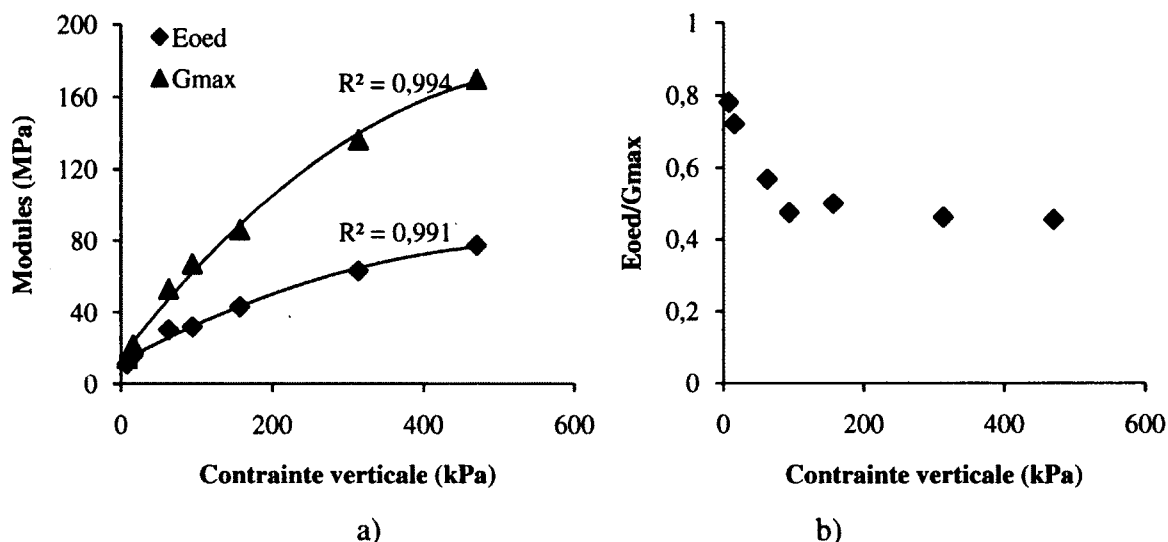 200
160
120
80
40
0
Modules (MPa)
Eoed
Gmax
R² = 0,994
R² = 0,991
0 200 400 600
Contrainte verticale (kPa)
a)
1
0,8
0,6
0,4
0,2
0
Eoed/Gmax
0 200 400 600
Contrainte verticale (kPa)
b)